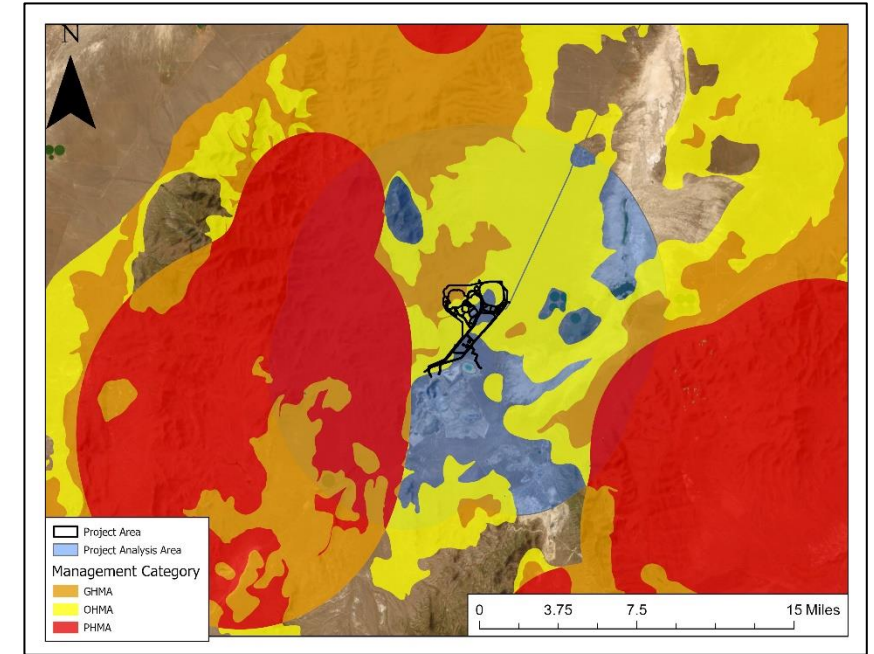 N
Project Area
Project Analysis Area
Management Category
GHMA
OHMA
PHMA
0 3.75 7.5 15 Miles